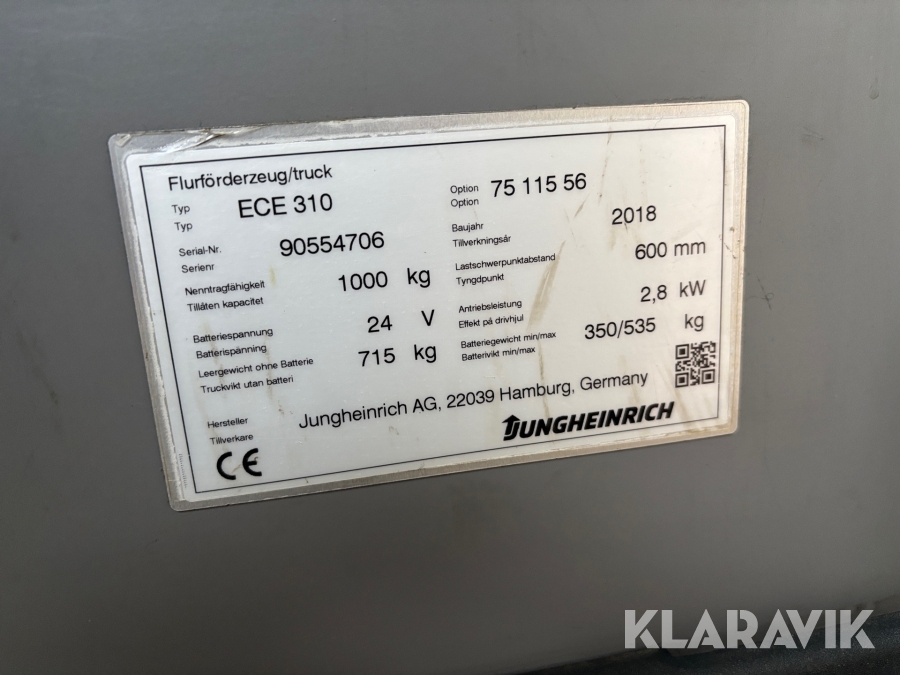 Flurförderzeug/truck
Typ ECE 310 Option 75 115 56
Typ Option
Serial-Nr. 90554706 Baujahr 2018
Serienr Tillverkningsår
Nenntragfähigkeit 1000 kg Lastschwerpunktabstand 600 mm
Tillåten kapacitet Tyngdpunkt
Batteriespannung 24 V Antriebsleistung 2,8 kW
Batterispänning Effekt på drivhjul
Leergewicht ohne Batterie 715 kg Batteriegewicht min/max 350/535 kg
Truckvikt utan batteri Batterivikt min/max
Hersteller Jungheinrich AG, 22039 Hamburg, Germany
Tillverkare
JUNGHEINRICH
CE
KLARAVIK